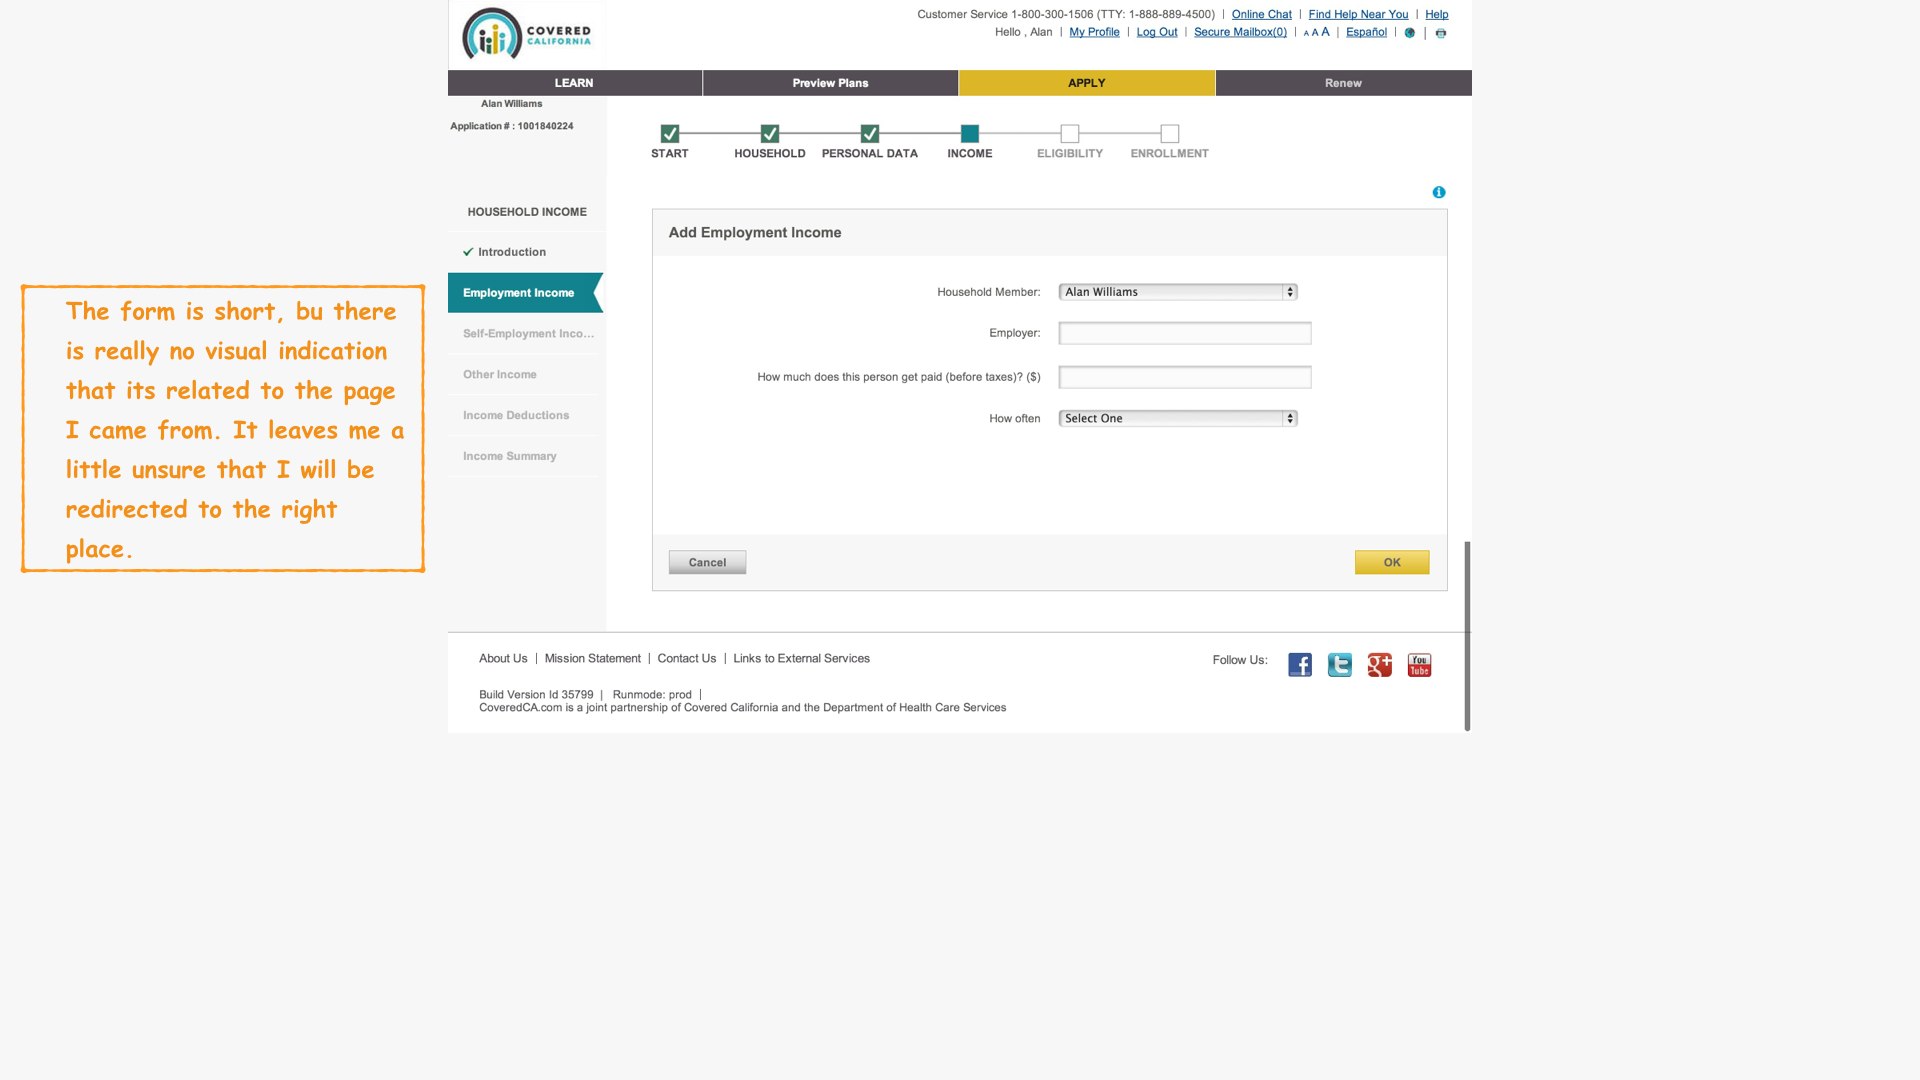 COVERED
CALIFORNIA
Customer Service 1-800-300-1506 (TTY: 1-888-889-4500) | Online Chat | Find Help Near You | Help
Hello , Alan | My Profile | Log Out | Secure Mailbox(0) | A A A | Español | |
LEARN Preview Plans APPLY Renew
Alan Williams
Application # : 1001840224
START HOUSEHOLD PERSONAL DATA INCOME ELIGIBILITY ENROLLMENT
HOUSEHOLD INCOME
Introduction
Employment Income
Self-Employment Inco...
Other Income
Income Deductions
Income Summary
The form is short, bu there
is really no visual indication
that its related to the page
I came from. It leaves me a
little unsure that I will be
redirected to the right
place.
i
Add Employment Income
Household Member: Alan Williams
Employer:
How much does this person get paid (before taxes)? ($)
How often Select One
Cancel OK
About Us | Mission Statement | Contact Us | Links to External Services
Follow Us: f t g+ You Tube
Build Version Id 35799 | Runmode: prod |
CoveredCA.com is a joint partnership of Covered California and the Department of Health Care Services